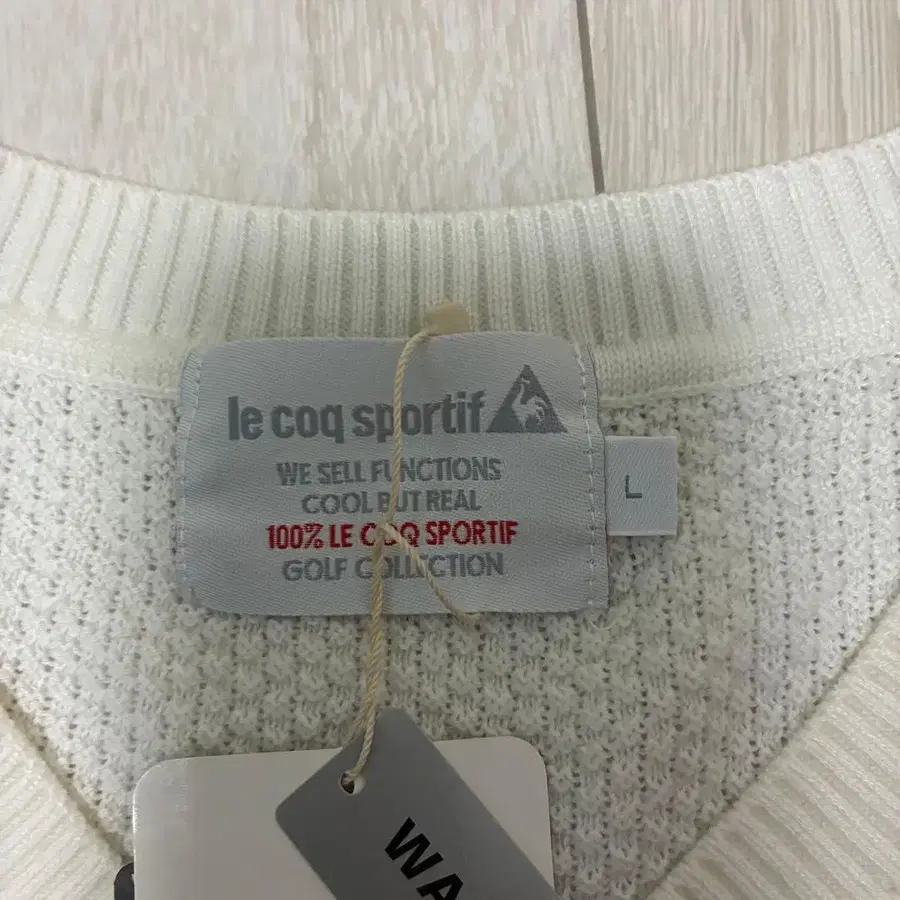 le coq sportif
WE SELL FUNCTIONS
COOL BUT REAL
100% LE COQ SPORTIF
GOLF COLLECTION
L